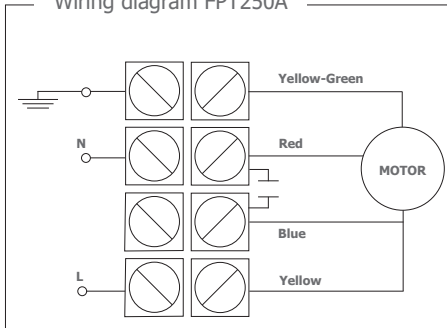 Wiring diagram FPT250A
Yellow-Green
N
Red
MOTOR
Blue
L
Yellow